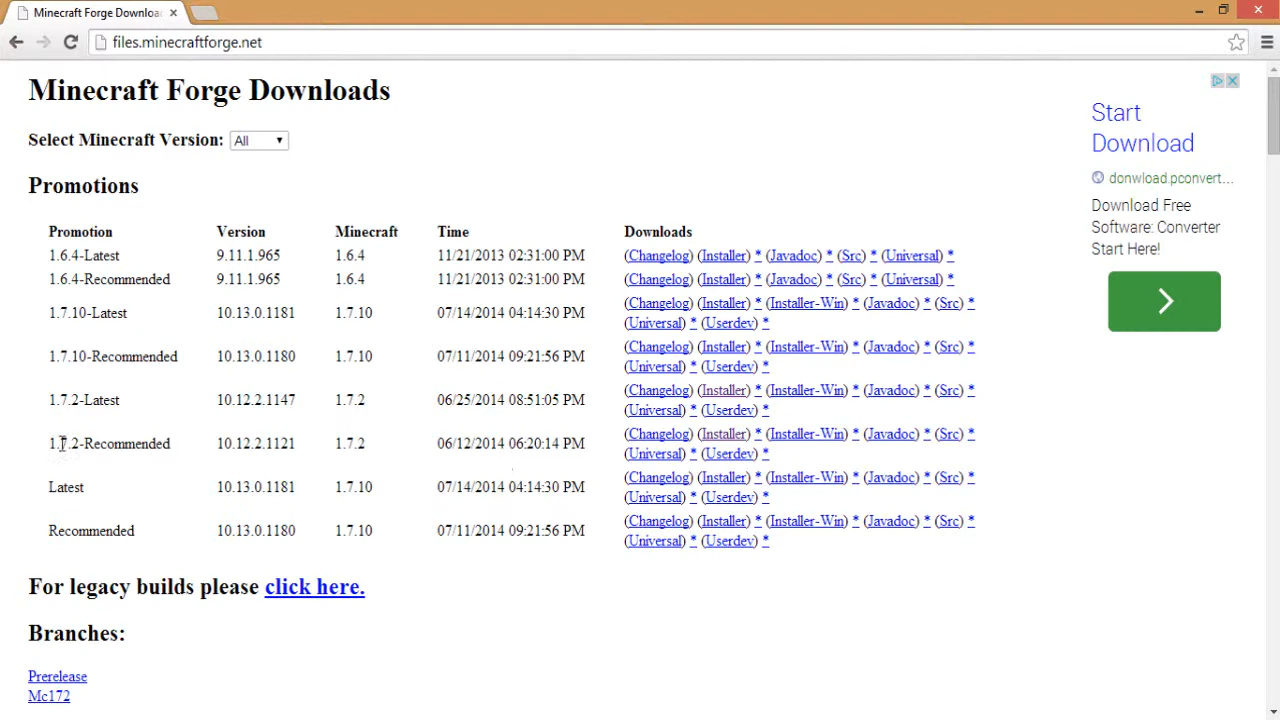 Minecraft Forge Downloa
files.minecraftforge.net
Minecraft Forge Downloads
Select Minecraft Version: All
Promotions
Promotion Version Minecraft Time Downloads
1.6.4-Latest 9.11.1.965 1.6.4 11/21/2013 02:31:00 PM (Changelog) (Installer) * (Javadoc) * (Src) * (Universal) *
1.6.4-Recommended 9.11.1.965 1.6.4 11/21/2013 02:31:00 PM (Changelog) (Installer) * (Javadoc) * (Src) * (Universal) *
1.7.10-Latest 10.13.0.1181 1.7.10 07/14/2014 04:14:30 PM (Changelog) (Installer) * (Installer-Win) * (Javadoc) * (Src) *
(Universal) * (Userdev) *
1.7.10-Recommended 10.13.0.1180 1.7.10 07/11/2014 09:21:56 PM (Changelog) (Installer) * (Installer-Win) * (Javadoc) * (Src) *
(Universal) * (Userdev) *
1.7.2-Latest 10.12.2.1147 1.7.2 06/25/2014 08:51:05 PM (Changelog) (Installer) * (Installer-Win) * (Javadoc) * (Src) *
(Universal) * (Userdev) *
1.7.2-Recommended 10.12.2.1121 1.7.2 06/12/2014 06:20:14 PM (Changelog) (Installer) * (Installer-Win) * (Javadoc) * (Src) *
(Universal) * (Userdev) *
Latest 10.13.0.1181 1.7.10 07/14/2014 04:14:30 PM (Changelog) (Installer) * (Installer-Win) * (Javadoc) * (Src) *
(Universal) * (Userdev) *
Recommended 10.13.0.1180 1.7.10 07/11/2014 09:21:56 PM (Changelog) (Installer) * (Installer-Win) * (Javadoc) * (Src) *
(Universal) * (Userdev) *
For legacy builds please click here.
Branches:
Prerelease
Mc172
Start
Download
donwload.pconvert...
Download Free
Software: Converter
Start Here!